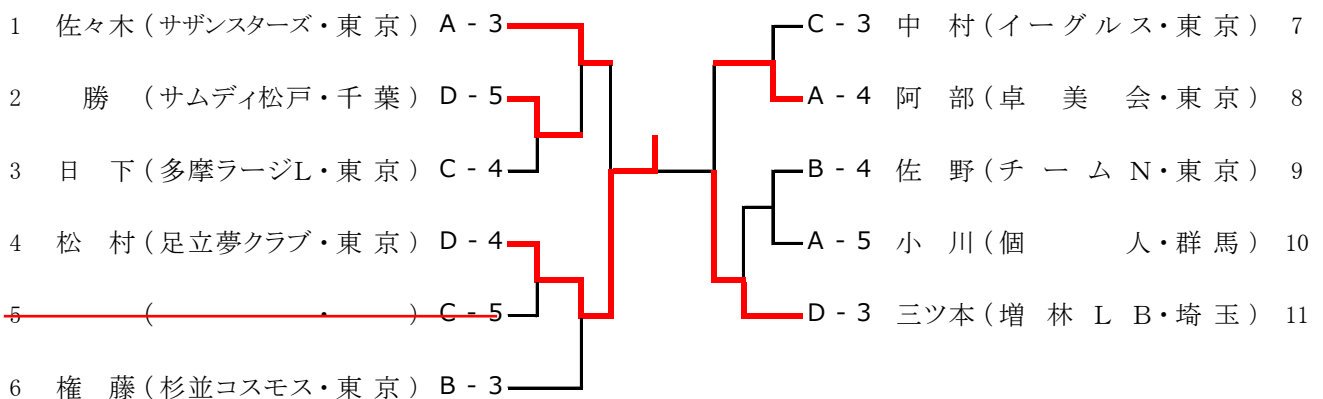 1 佐々木(サザンスターズ・東 京) A - 3
2 勝 (サムディ松戸・千 葉) D - 5
3 日 下(多摩ラージL・東 京) C - 4
4 松 村(足立夢クラブ・東 京) D - 4
5 ( ・ ) C - 5
6 権 藤(杉並コスモス・東 京) B - 3
C - 3 中 村(イーグルス・東 京) 7
A - 4 阿 部(卓 美 会・東 京) 8
B - 4 佐 野(チ ー ム N・東 京) 9
A - 5 小 川(個 人・群 馬) 10
D - 3 三ツ本(増 林 L B・埼 玉) 11